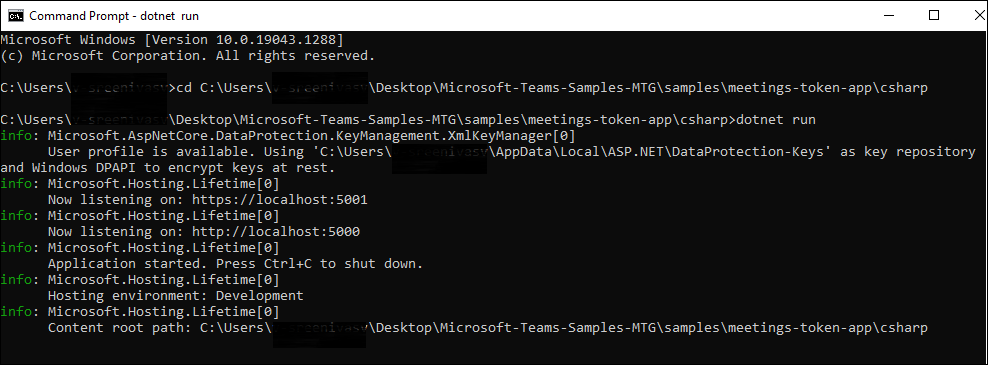 Command Prompt - dotnet run
Microsoft Windows [Version 10.0.19043.1288]
(c) Microsoft Corporation. All rights reserved.
C:\Users\>cd C:\Users\\Desktop\Microsoft-Teams-Samples-MTG\samples\meetings-token-app\csharp
C:\Users\\Desktop\Microsoft-Teams-Samples-MTG\samples\meetings-token-app\csharp>dotnet run
info: Microsoft.AspNetCore.DataProtection.KeyManagement.XmlKeyManager[0]
User profile is available. Using 'C:\Users\\AppData\Local\ASP.NET\DataProtection-Keys' as key repository
and Windows DPAPI to encrypt keys at rest.
info: Microsoft.Hosting.Lifetime[0]
Now listening on: https://localhost:5001
info: Microsoft.Hosting.Lifetime[0]
Now listening on: http://localhost:5000
info: Microsoft.Hosting.Lifetime[0]
Application started. Press Ctrl+C to shut down.
info: Microsoft.Hosting.Lifetime[0]
Hosting environment: Development
info: Microsoft.Hosting.Lifetime[0]
Content root path: C:\Users\\Desktop\Microsoft-Teams-Samples-MTG\samples\meetings-token-app\csharp